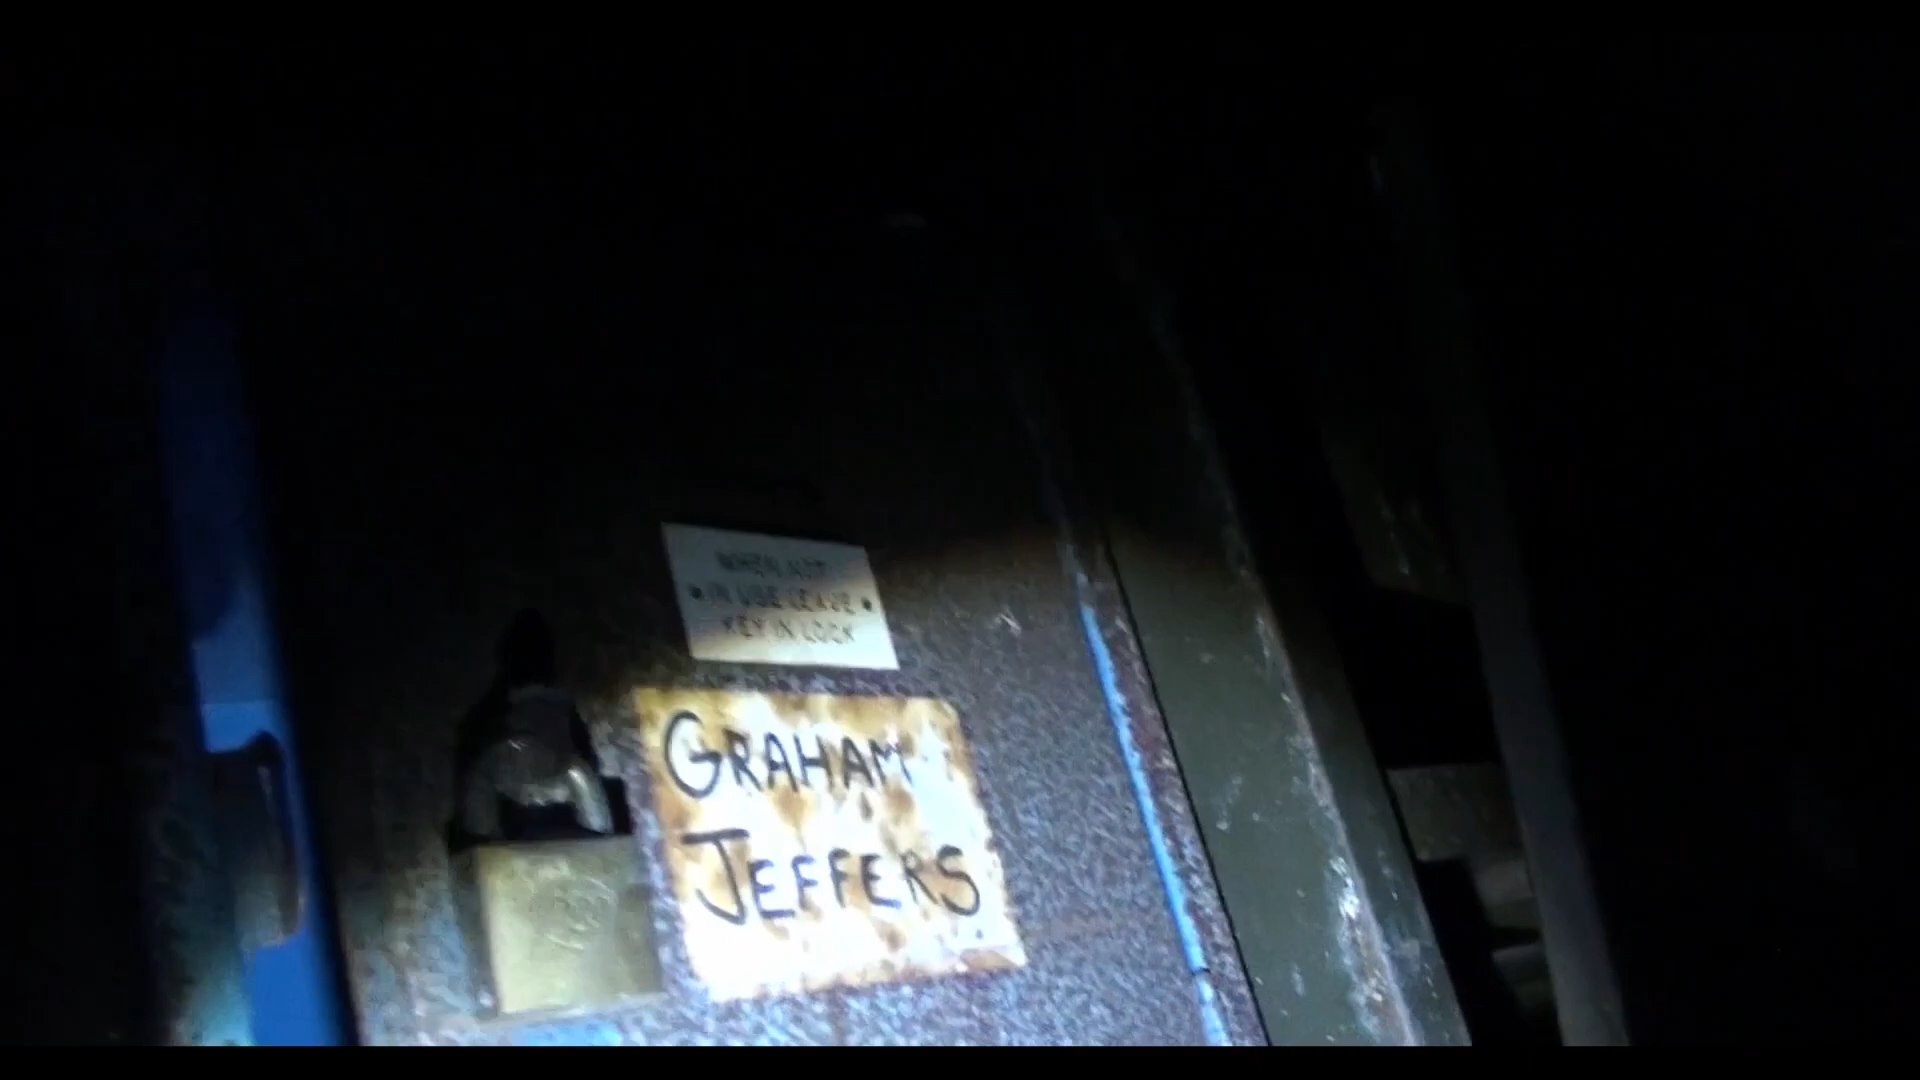 WHEN NOT
• IN USE LEAVE •
KEY IN LOCK
GRAHAM
JEFFERS